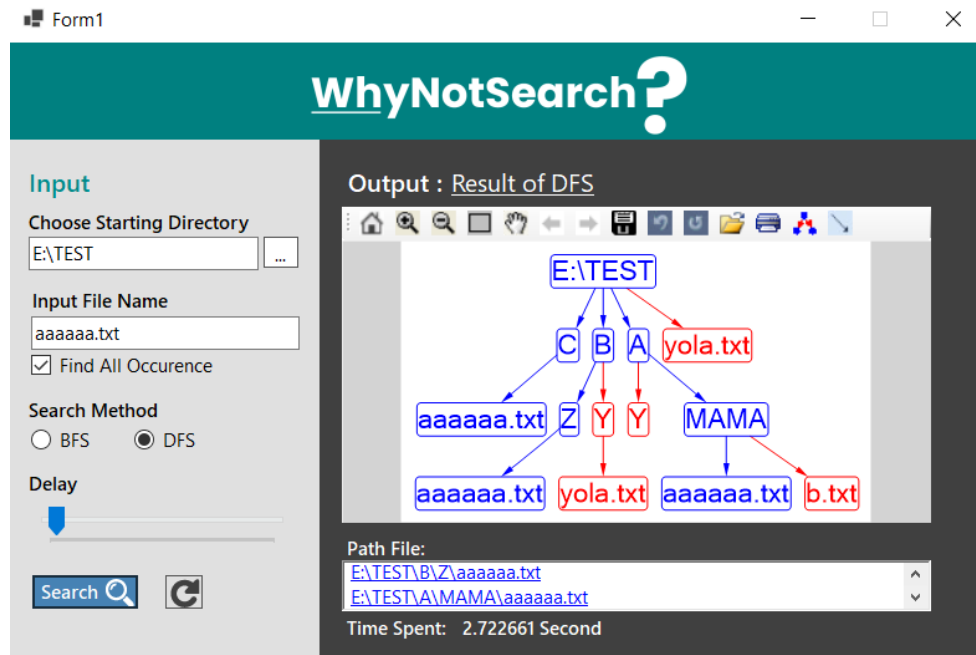 Form1
WhyNotSearch?
Input
Choose Starting Directory
E:\TEST
...
Input File Name
aaaaaa.txt
Find All Occurence
Search Method
BFS
DFS
Delay
Search
Output : Result of DFS
E:\TEST
C B A yola.txt
aaaaaa.txt Z Y Y MAMA
aaaaaa.txt yola.txt aaaaaa.txt b.txt
Path File:
E:\TEST\B\Z\aaaaaa.txt
E:\TEST\A\MAMA\aaaaaa.txt
Time Spent: 2.722661 Second